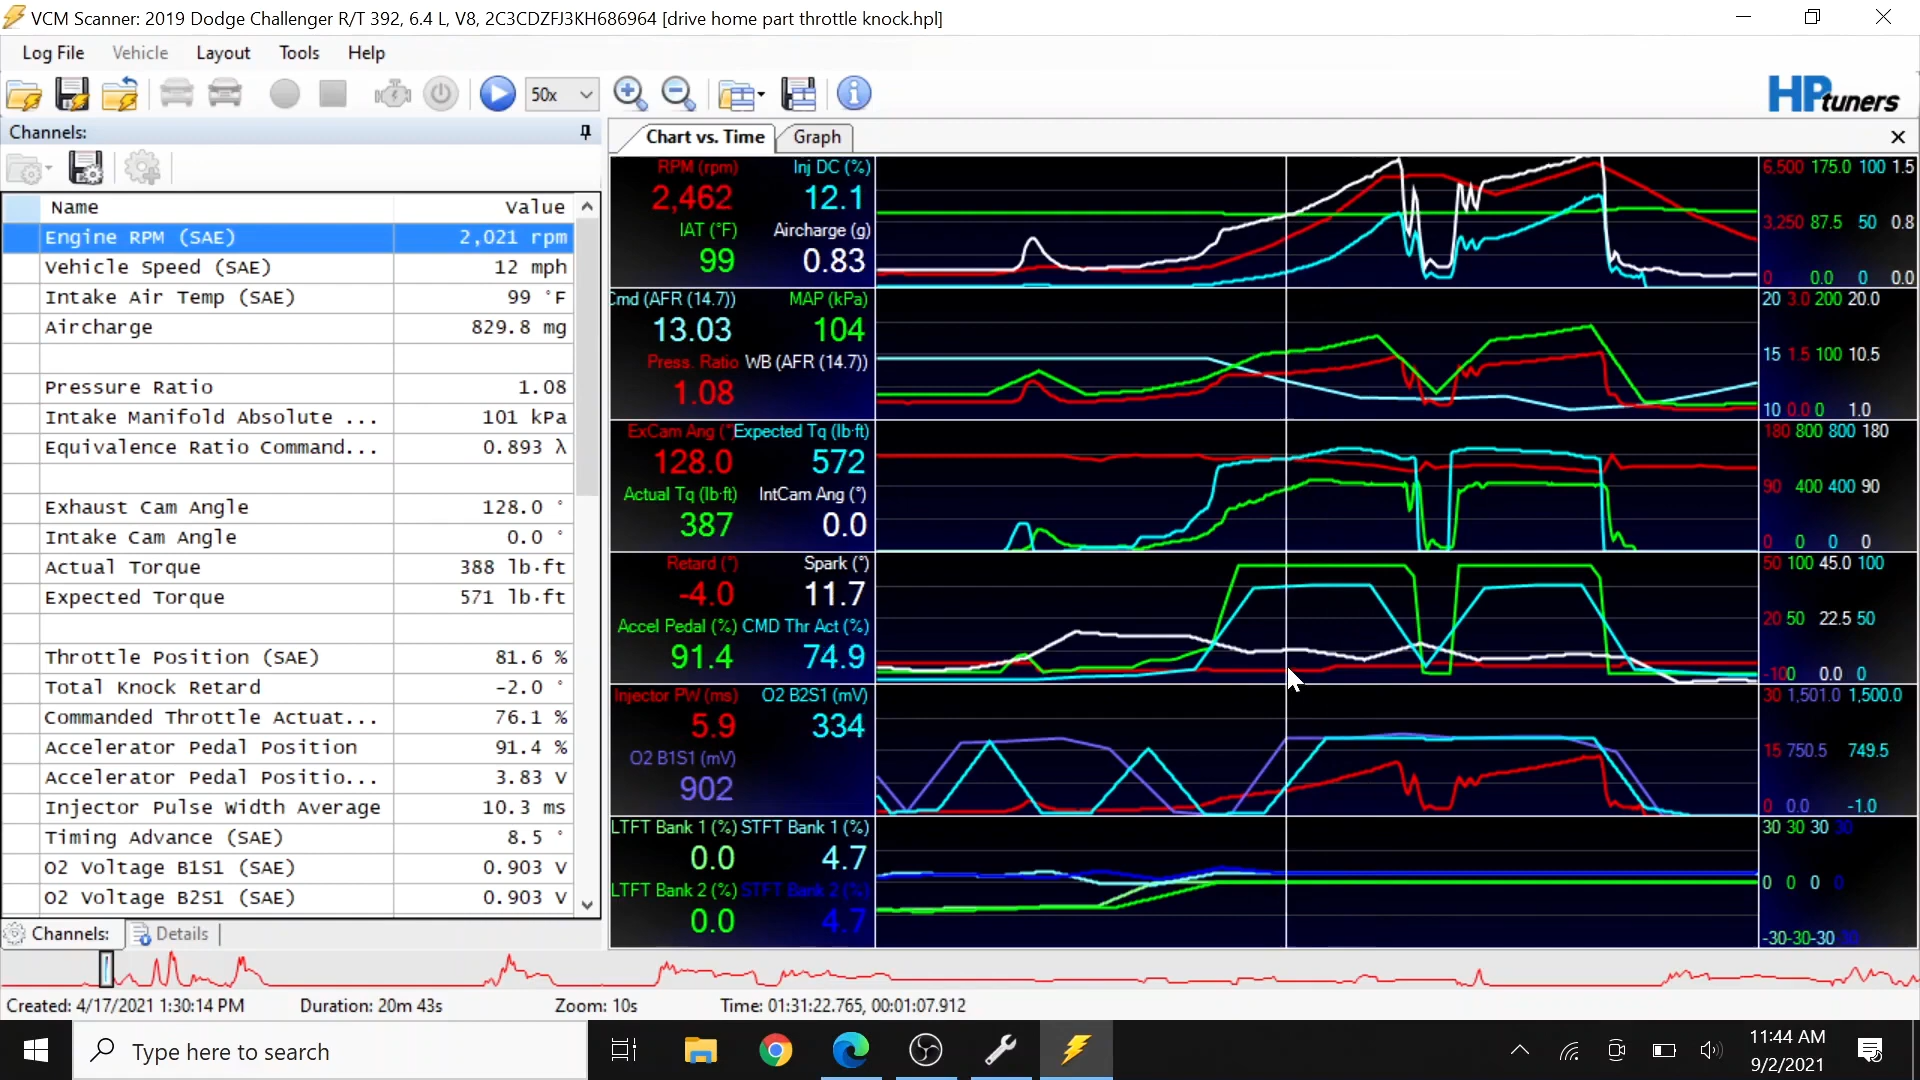 VCM Scanner: 2019 Dodge Challenger R/T 392, 6.4 L, V8, 2C3CDZFJ3KH686964 [drive home part throttle knock.hpl]
Log File Vehicle Layout Tools Help
50x
HPtuners
Channels:
Name Value
Engine RPM (SAE) 2,021 rpm
Vehicle Speed (SAE) 12 mph
Intake Air Temp (SAE) 99 °F
Aircharge 829.8 mg
Pressure Ratio 1.08
Intake Manifold Absolute ... 101 kPa
Equivalence Ratio Command... 0.893 λ
Exhaust Cam Angle 128.0 °
Intake Cam Angle 0.0 °
Actual Torque 388 lb·ft
Expected Torque 571 lb·ft
Throttle Position (SAE) 81.6 %
Total Knock Retard -2.0 °
Commanded Throttle Actuat... 76.1 %
Accelerator Pedal Position 91.4 %
Accelerator Pedal Positio... 3.83 V
Injector Pulse Width Average 10.3 ms
Timing Advance (SAE) 8.5 °
O2 Voltage B1S1 (SAE) 0.903 V
O2 Voltage B2S1 (SAE) 0.903 V
Channels: Details
Chart vs. Time Graph
RPM (rpm) Inj DC (%) 6,500 175.0 100 1.5
2,462 12.1
IAT (°F) Aircharge (g) 3,250 87.5 50 0.8
99 0.83
0 0.0 0 0.0
Cmd (AFR (14.7)) MAP (kPa) 20 3.0 200 20.0
13.03 104
Press. Ratio WB (AFR (14.7)) 15 1.5 100 10.5
1.08
10 0.0 0 1.0
ExCam Ang (° Expected Tq (lb·ft) 180 800 800 180
128.0 572
Actual Tq (lb·ft) IntCam Ang (°) 90 400 400 90
387 0.0
0 0 0 0
Retard (°) Spark (°) 50 100 45.0 100
-4.0 11.7
Accel Pedal (%) CMD Thr Act (%) 20 50 22.5 50
91.4 74.9
-10 0 0.0 0
Injector PW (ms) O2 B2S1 (mV) 30 1,501.0 1,500.0
5.9 334
O2 B1S1 (mV) 15 750.5 749.5
902
0 0.0 -1.0
LTFT Bank 1 (%) STFT Bank 1 (%) 30 30 30 30
0.0 4.7
LTFT Bank 2 (%) STFT Bank 2 (%) 0 0 0 0
0.0 4.7
-30 -30 -30 30
Created: 4/17/2021 1:30:14 PM Duration: 20m 43s Zoom: 10s Time: 01:31:22.765, 00:01:07.912
Type here to search
11:44 AM
9/2/2021